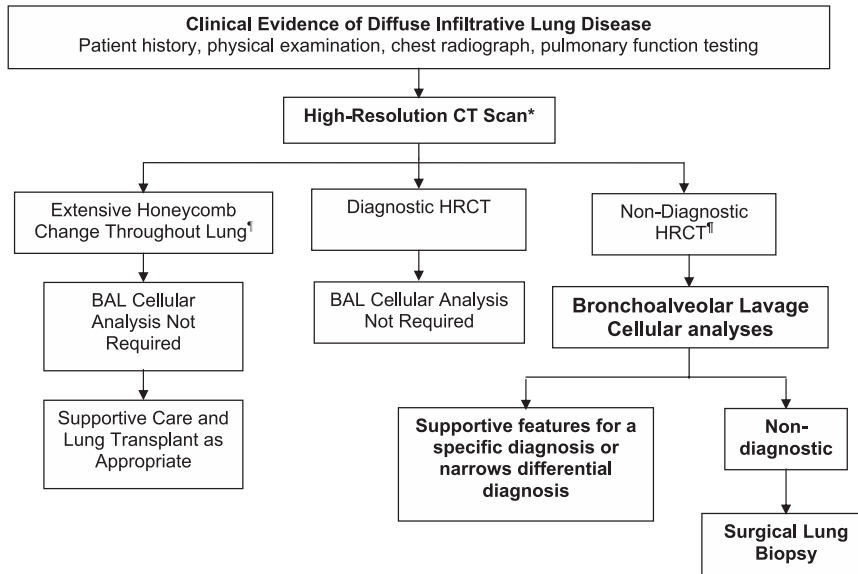 Clinical Evidence of Diffuse Infiltrative Lung Disease
Patient history, physical examination, chest radiograph, pulmonary function testing
High-Resolution CT Scan*
Extensive Honeycomb
Change Throughout Lung¶
Diagnostic HRCT
Non-Diagnostic
HRCT¶
BAL Cellular
Analysis Not
Required
BAL Cellular Analysis
Not Required
Bronchoalveolar Lavage
Cellular analyses
Supportive Care and
Lung Transplant as
Appropriate
Supportive features for a
specific diagnosis or
narrows differential
diagnosis
Non-
diagnostic
Surgical Lung
Biopsy